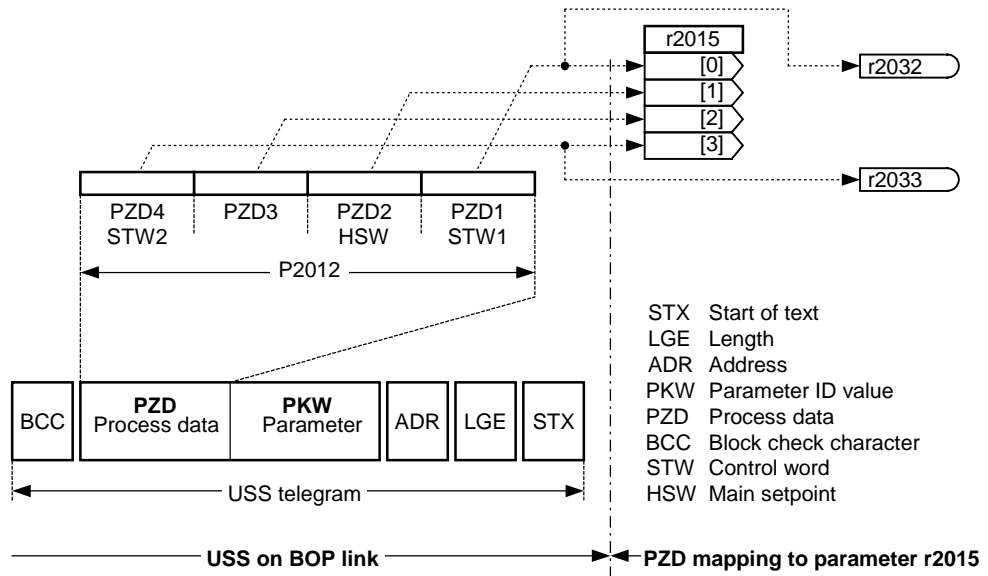 r2015
[0]
r2032
[1]
[2]
[3]
r2033
PZD4 PZD3 PZD2 PZD1
STW2 HSW STW1
P2012
STX Start of text
LGE Length
ADR Address
PKW Parameter ID value
PZD Process data
BCC Block check character
STW Control word
HSW Main setpoint
BCC
PZD
Process data
PKW
Parameter
ADR
LGE
STX
USS telegram
USS on BOP link
PZD mapping to parameter r2015